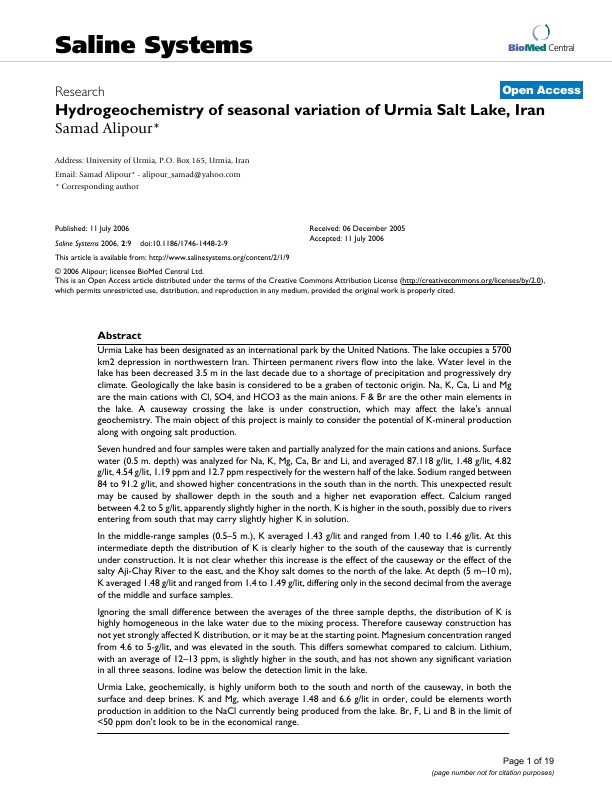 Saline Systems
BioMed Central
Research
Open Access
Hydrogeochemistry of seasonal variation of Urmia Salt Lake, Iran
Samad Alipour*
Address: University of Urmia, P.O. Box 165, Urmia, Iran
Email: Samad Alipour* - alipour_samad@yahoo.com
* Corresponding author
Published: 11 July 2006
Saline Systems 2006, 2:9 doi:10.1186/1746-1448-2-9
Received: 06 December 2005
Accepted: 11 July 2006
This article is available from: http://www.salinesystems.org/content/2/1/9
© 2006 Alipour; licensee BioMed Central Ltd.
This is an Open Access article distributed under the terms of the Creative Commons Attribution License (http://creativecommons.org/licenses/by/2.0),
which permits unrestricted use, distribution, and reproduction in any medium, provided the original work is properly cited.
Abstract
Urmia Lake has been designated as an international park by the United Nations. The lake occupies a 5700
km2 depression in northwestern Iran. Thirteen permanent rivers flow into the lake. Water level in the
lake has been decreased 3.5 m in the last decade due to a shortage of precipitation and progressively dry
climate. Geologically the lake basin is considered to be a graben of tectonic origin. Na, K, Ca, Li and Mg
are the main cations with Cl, SO4, and HCO3 as the main anions. F & Br are the other main elements in
the lake. A causeway crossing the lake is under construction, which may affect the lake's annual
geochemistry. The main object of this project is mainly to consider the potential of K-mineral production
along with ongoing salt production.
Seven hundred and four samples were taken and partially analyzed for the main cations and anions. Surface
water (0.5 m. depth) was analyzed for Na, K, Mg, Ca, Br and Li, and averaged 87.118 g/lit, 1.48 g/lit, 4.82
g/lit, 4.54 g/lit, 1.19 ppm and 12.7 ppm respectively for the western half of the lake. Sodium ranged between
84 to 91.2 g/lit, and showed higher concentrations in the south than in the north. This unexpected result
may be caused by shallower depth in the south and a higher net evaporation effect. Calcium ranged
between 4.2 to 5 g/lit, apparently slightly higher in the north. K is higher in the south, possibly due to rivers
entering from south that may carry slightly higher K in solution.
In the middle-range samples (0.5–5 m.), K averaged 1.43 g/lit and ranged from 1.40 to 1.46 g/lit. At this
intermediate depth the distribution of K is clearly higher to the south of the causeway that is currently
under construction. It is not clear whether this increase is the effect of the causeway or the effect of the
salty Aji-Chay River to the east, and the Khoy salt domes to the north of the lake. At depth (5 m–10 m),
K averaged 1.48 g/lit and ranged from 1.4 to 1.49 g/lit, differing only in the second decimal from the average
of the middle and surface samples.
Ignoring the small difference between the averages of the three sample depths, the distribution of K is
highly homogeneous in the lake water due to the mixing process. Therefore causeway construction has
not yet strongly affected K distribution, or it may be at the starting point. Magnesium concentration ranged
from 4.6 to 5-g/lit, and was elevated in the south. This differs somewhat compared to calcium. Lithium,
with an average of 12–13 ppm, is slightly higher in the south, and has not shown any significant variation
in all three seasons. Iodine was below the detection limit in the lake.
Urmia Lake, geochemically, is highly uniform both to the south and north of the causeway, in both the
surface and deep brines. K and Mg, which average 1.48 and 6.6 g/lit in order, could be elements worth
production in addition to the NaCl currently being produced from the lake. Br, F, Li and B in the limit of
<50 ppm don't look to be in the economical range.
Page 1 of 19
(page number not for citation purposes)